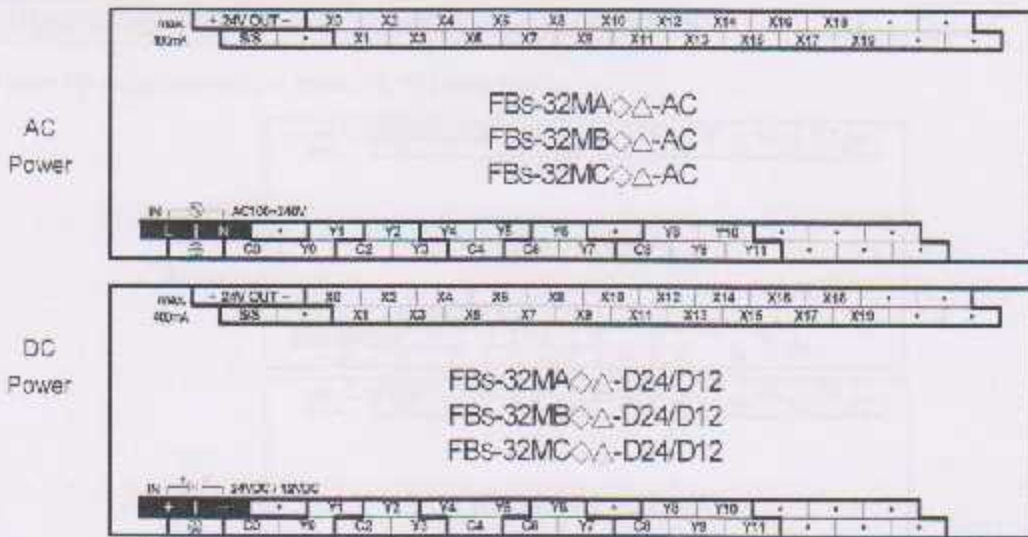 max. + 24V OUT − X0 X2 X4 X6 X8 X10 X12 X14 X16 X18 • •
400mA S/S • X1 X3 X5 X7 X9 X11 X13 X15 X17 X19 • •
AC
Power
FBs-32MA◇△-AC
FBs-32MB◇△-AC
FBs-32MC◇△-AC
IN AC100~240V
L N • Y1 Y2 Y4 Y5 Y6 • Y8 Y10 • • •
C0 Y0 C2 Y3 C4 C6 Y7 C8 Y9 Y11 • • •
max. + 24V OUT − X0 X2 X4 X6 X8 X10 X12 X14 X16 X18 • •
400mA S/S • X1 X3 X5 X7 X9 X11 X13 X15 X17 X19 • •
DC
Power
FBs-32MA◇△-D24/D12
FBs-32MB◇△-D24/D12
FBs-32MC◇△-D24/D12
IN 24VDC / 12VDC
+ − • Y1 Y2 Y4 Y5 Y6 • Y8 Y10 • • •
C0 Y0 C2 Y3 C4 C6 Y7 C8 Y9 Y11 • • •